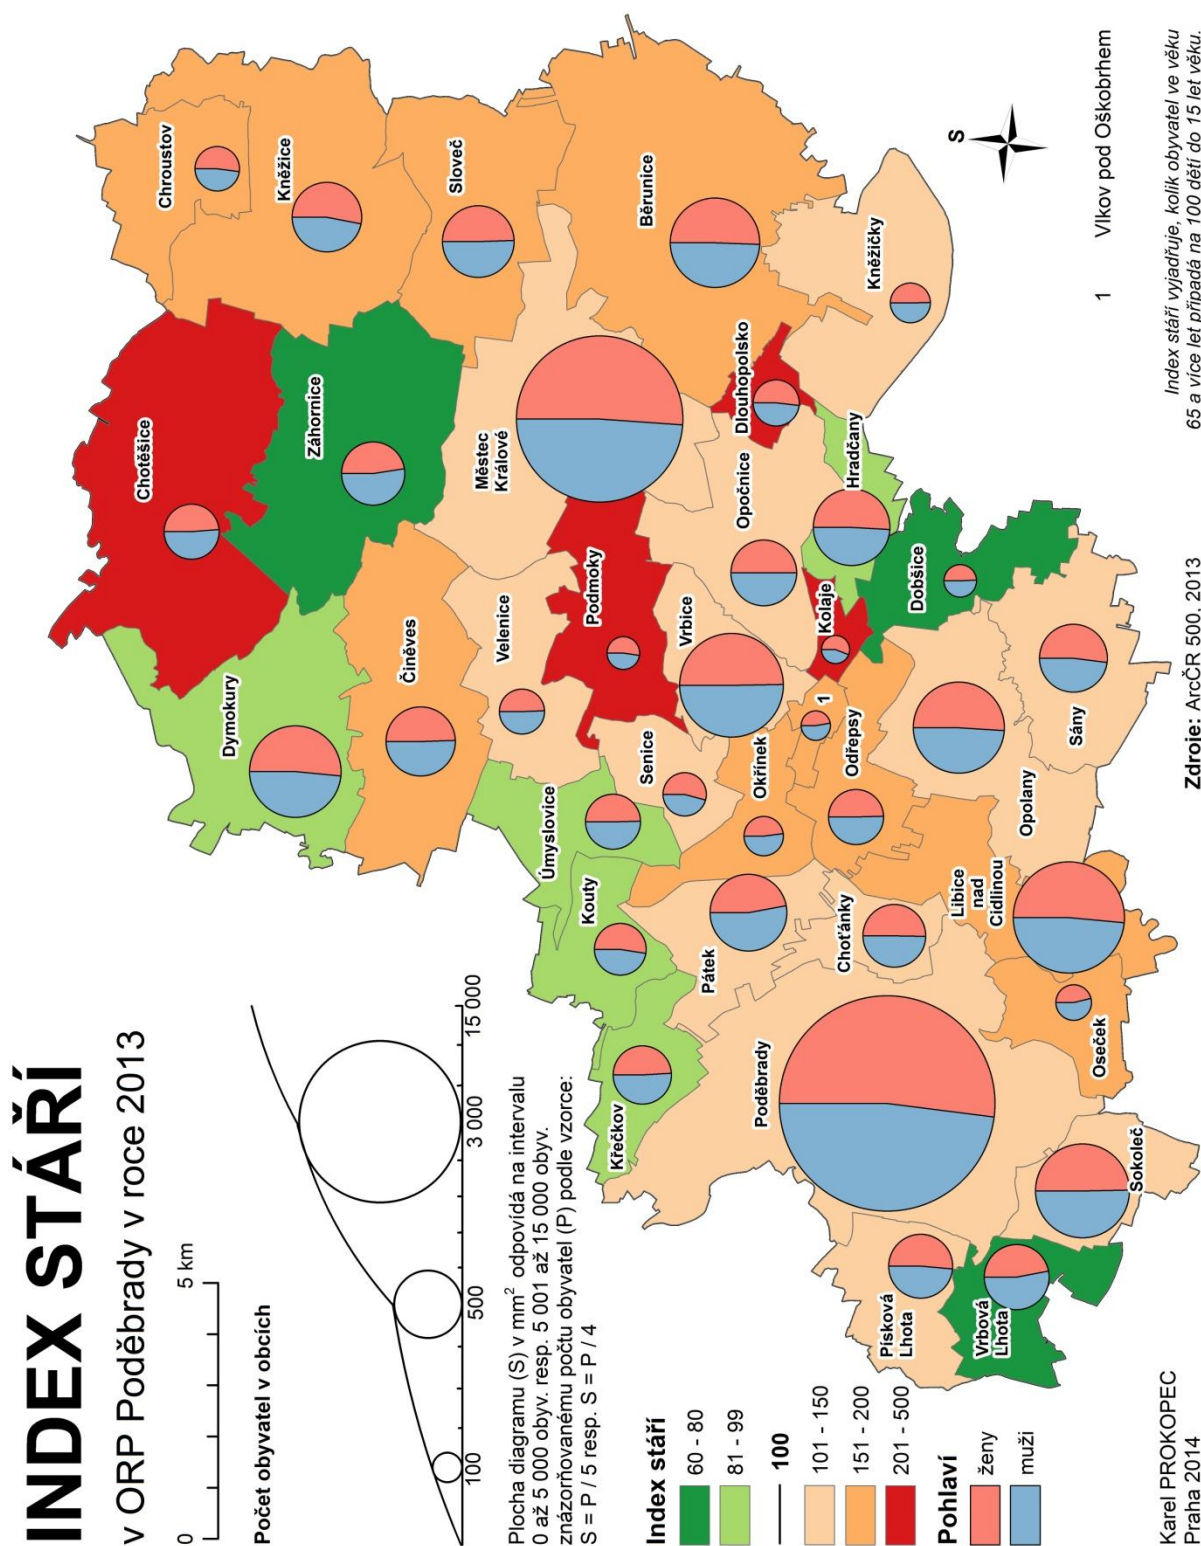 INDEX STÁŘÍ
v ORP Poděbrady v roce 2013
0
5 km
Počet obyvatel v obcích
100
500
3 000
15 000
Plocha diagramu (S) v mm² odpovídá na intervalu
0 až 5 000 obyv. resp. 5 001 až 15 000 obyv.
znázorňovanému počtu obyvatel (P) podle vzorce:
S = P / 5 resp. S = P / 4
Index stáří
60 - 80
81 - 99
100
101 - 150
151 - 200
201 - 500
Pohlaví
ženy
muži
Karel PROKOPEC
Praha 2014
Chotěšice
Chroustov
Kněžice
Dymokury
Záhornice
Činěves
Sloveč
Městec
Králové
Velenice
Podmoky
Úmyslovice
Kouty
Senice
Vrbice
Běrunice
Křečkov
Pátek
Okřínek
Opočnice
Dlouhopolsko
Poděbrady
Choťánky
Odřepsy
1
Kolaje
Hradčany
Kněžičky
Písková
Lhota
Libice
nad
Cidlinou
Dobšice
Vrbová
Lhota
Opolany
Sány
Oseček
Sokoleč
S
1
Vlkov pod Oškobrhem
Zdroje: ArcČR 500, 2013
Index stáří vyjadřuje, kolik obyvatel ve věku
65 a více let připadá na 100 dětí do 15 let věku.